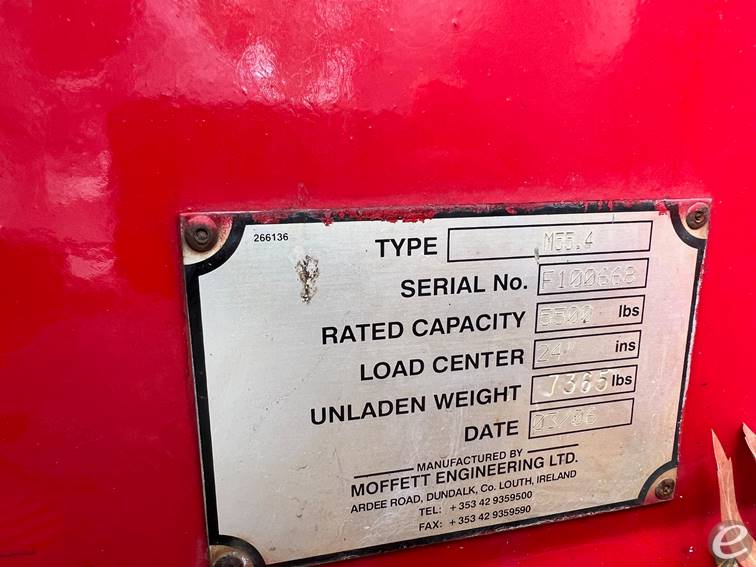 266136
TYPE M55.4
SERIAL No. F100668
RATED CAPACITY 5500 lbs
LOAD CENTER 24 ins
UNLADEN WEIGHT 365 lbs
DATE 03/06
MANUFACTURED BY
MOFFETT ENGINEERING LTD.
ARDEE ROAD, DUNDALK, Co. LOUTH, IRELAND
TEL: + 353 42 9359500
FAX: + 353 42 9359590
e